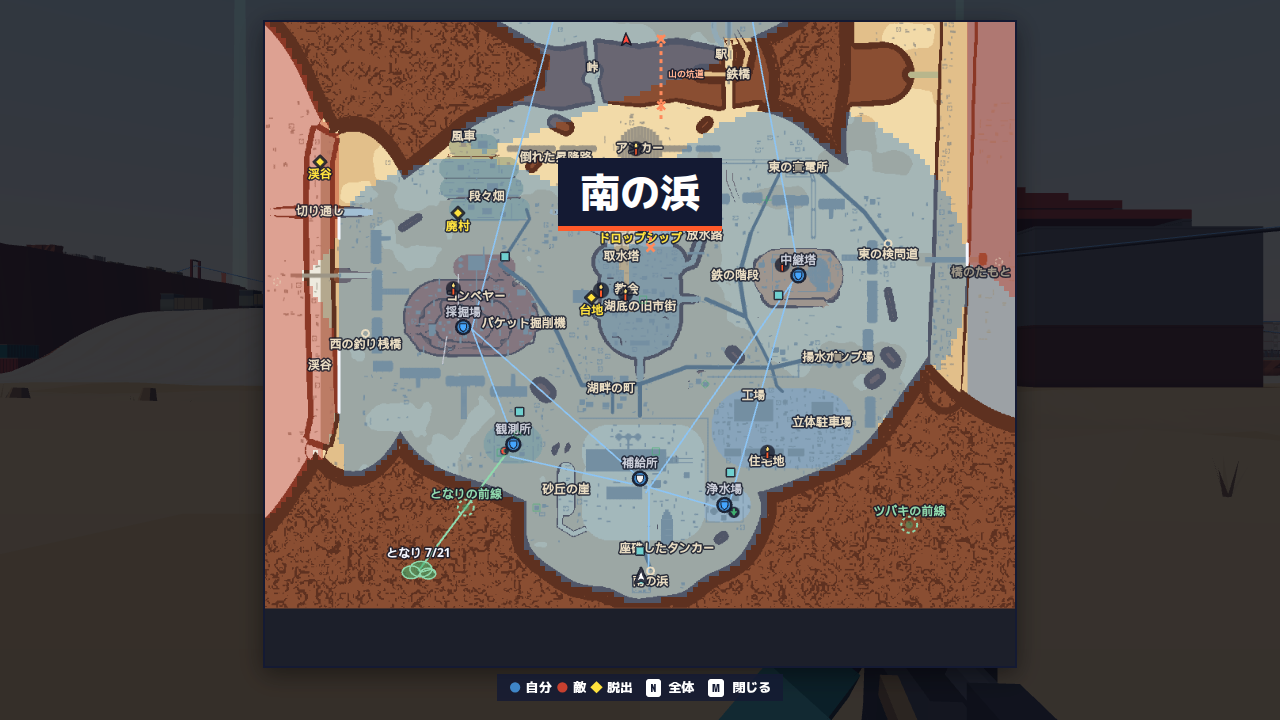 駅
峠
山の坑道
鉄橋
風車
倒れた昇降路
東の変電所
渓谷
段々畑
南の浜
切り通し
廃村
ドロップシップ
放水路
取水塔
東の検問道
中継塔
鉄の階段
橋のたもと
教会
コンベヤー
台地
湖底の旧市街
採掘場
バケット掘削機
西の釣り桟橋
揚水ポンプ場
渓谷
湖畔の町
工場
立体駐車場
観測所
補給所
住宅地
砂丘の崖
浄水場
となりの前線
ツバキの前線
座礁したタンカー
となり 7/21
の浜
自分 敵 脱出 N 全体 M 閉じる